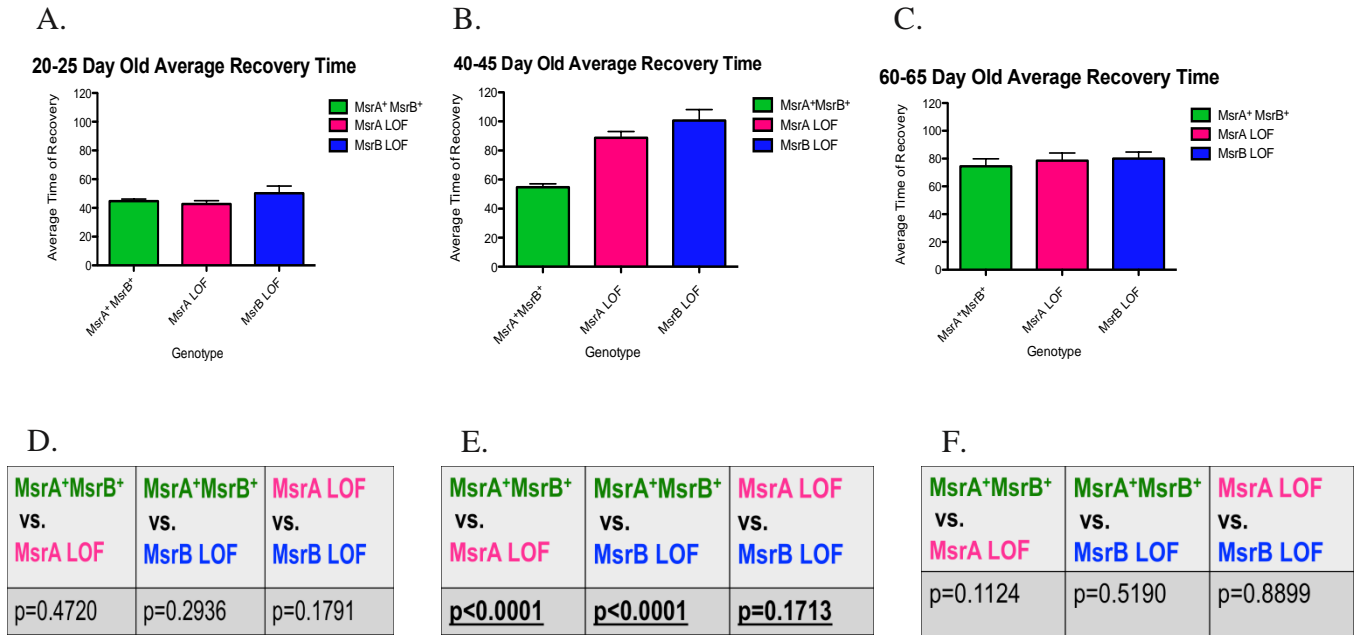 A.
B.
C.
20-25 Day Old Average Recovery Time
Average Time of Recovery
120
100
80
60
40
20
0
MsrA⁺ MsrB⁺
MsrA LOF
MsrB LOF
Genotype
MsrA⁺ MsrB⁺
MsrA LOF
MsrB LOF
40-45 Day Old Average Recovery Time
Average Time of Recovery
120
100
80
60
40
20
0
MsrA⁺MsrB⁺
MsrA LOF
MsrB LOF
Genotype
MsrA⁺MsrB⁺
MsrA LOF
MsrB LOF
60-65 Day Old Average Recovery Time
Average Time of Recovery
120
100
80
60
40
20
0
MsrA⁺MsrB⁺
MsrA LOF
MsrB LOF
Genotype
MsrA⁺ MsrB⁺
MsrA LOF
MsrB LOF
D.
MsrA⁺MsrB⁺
vs.
MsrA LOF
MsrA⁺MsrB⁺
vs.
MsrB LOF
MsrA LOF
vs.
MsrB LOF
p=0.4720
p=0.2936
p=0.1791
E.
MsrA⁺MsrB⁺
vs.
MsrA LOF
MsrA⁺MsrB⁺
vs.
MsrB LOF
MsrA LOF
vs.
MsrB LOF
p<0.0001
p<0.0001
p=0.1713
F.
MsrA⁺MsrB⁺
vs.
MsrA LOF
MsrA⁺MsrB⁺
vs.
MsrB LOF
MsrA LOF
vs.
MsrB LOF
p=0.1124
p=0.5190
p=0.8899